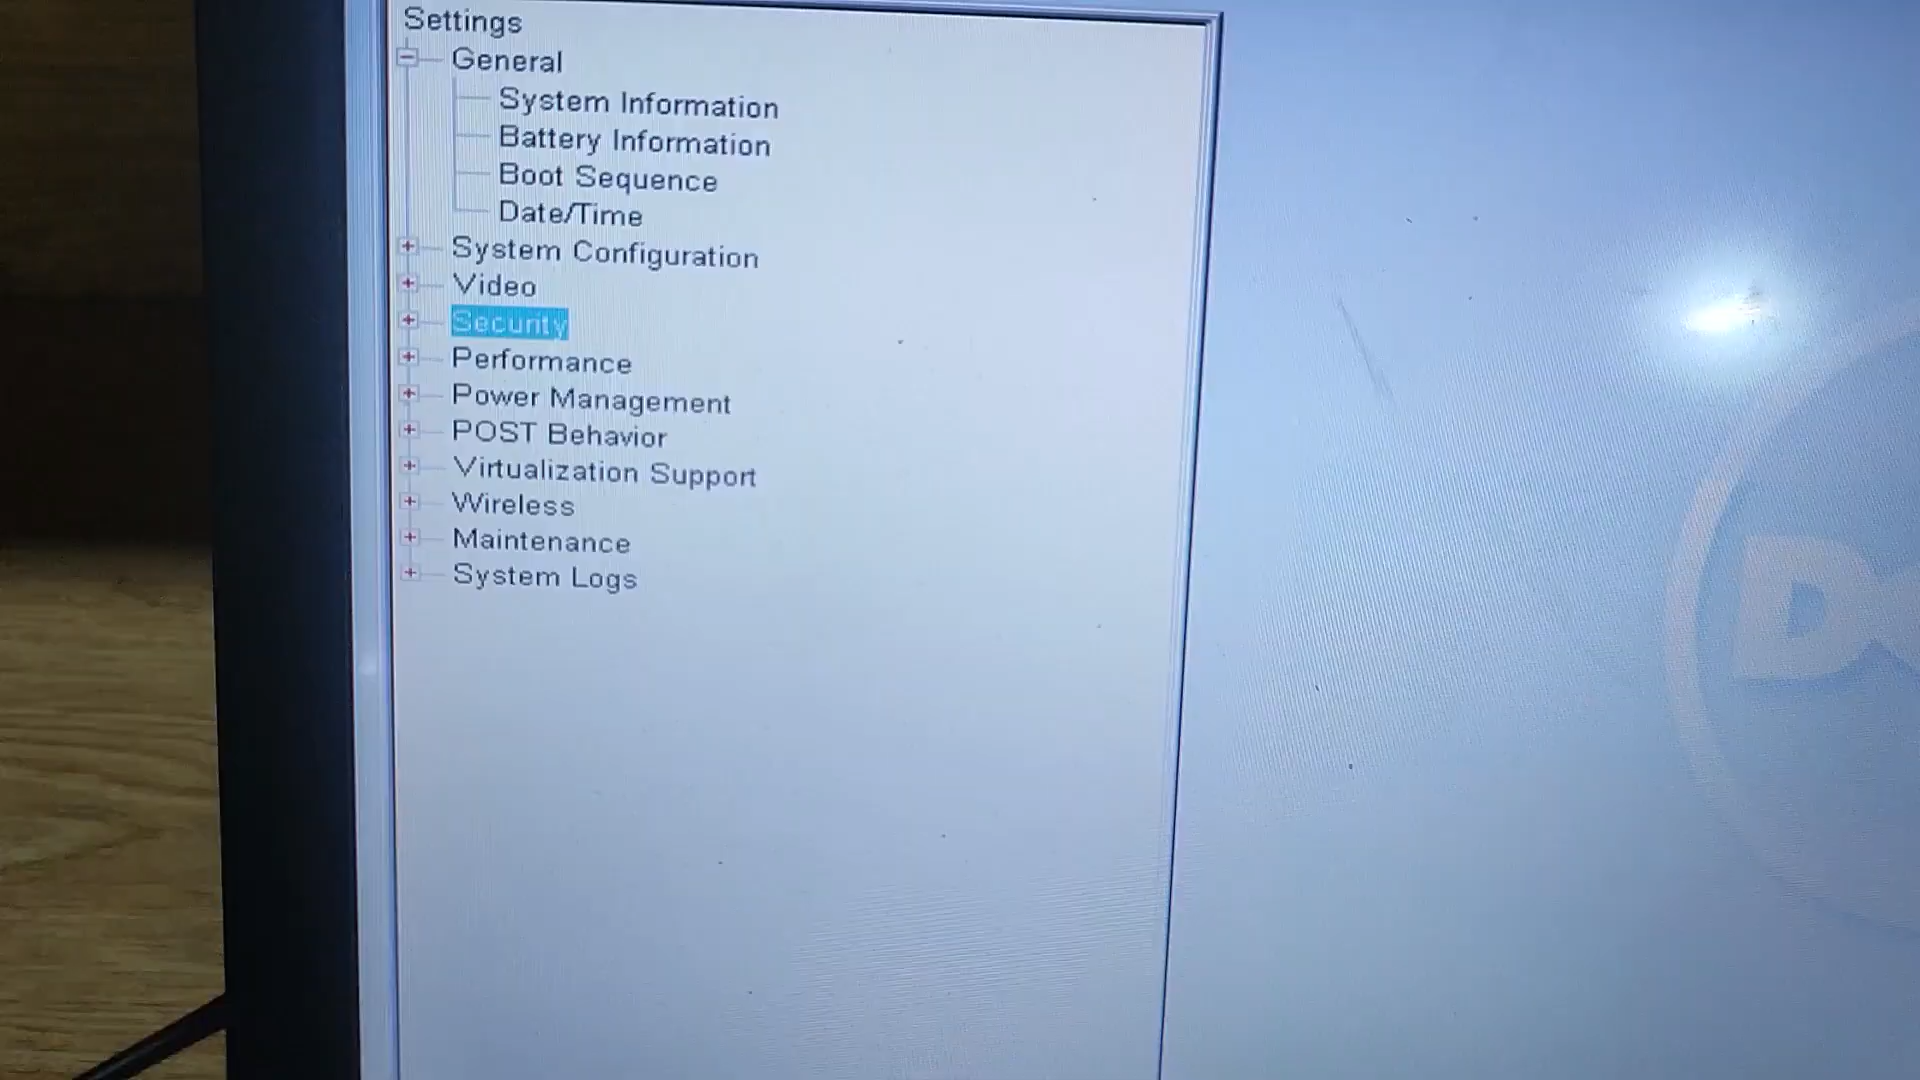 Settings
General
System Information
Battery Information
Boot Sequence
Date/Time
System Configuration
Video
Security
Performance
Power Management
POST Behavior
Virtualization Support
Wireless
Maintenance
System Logs